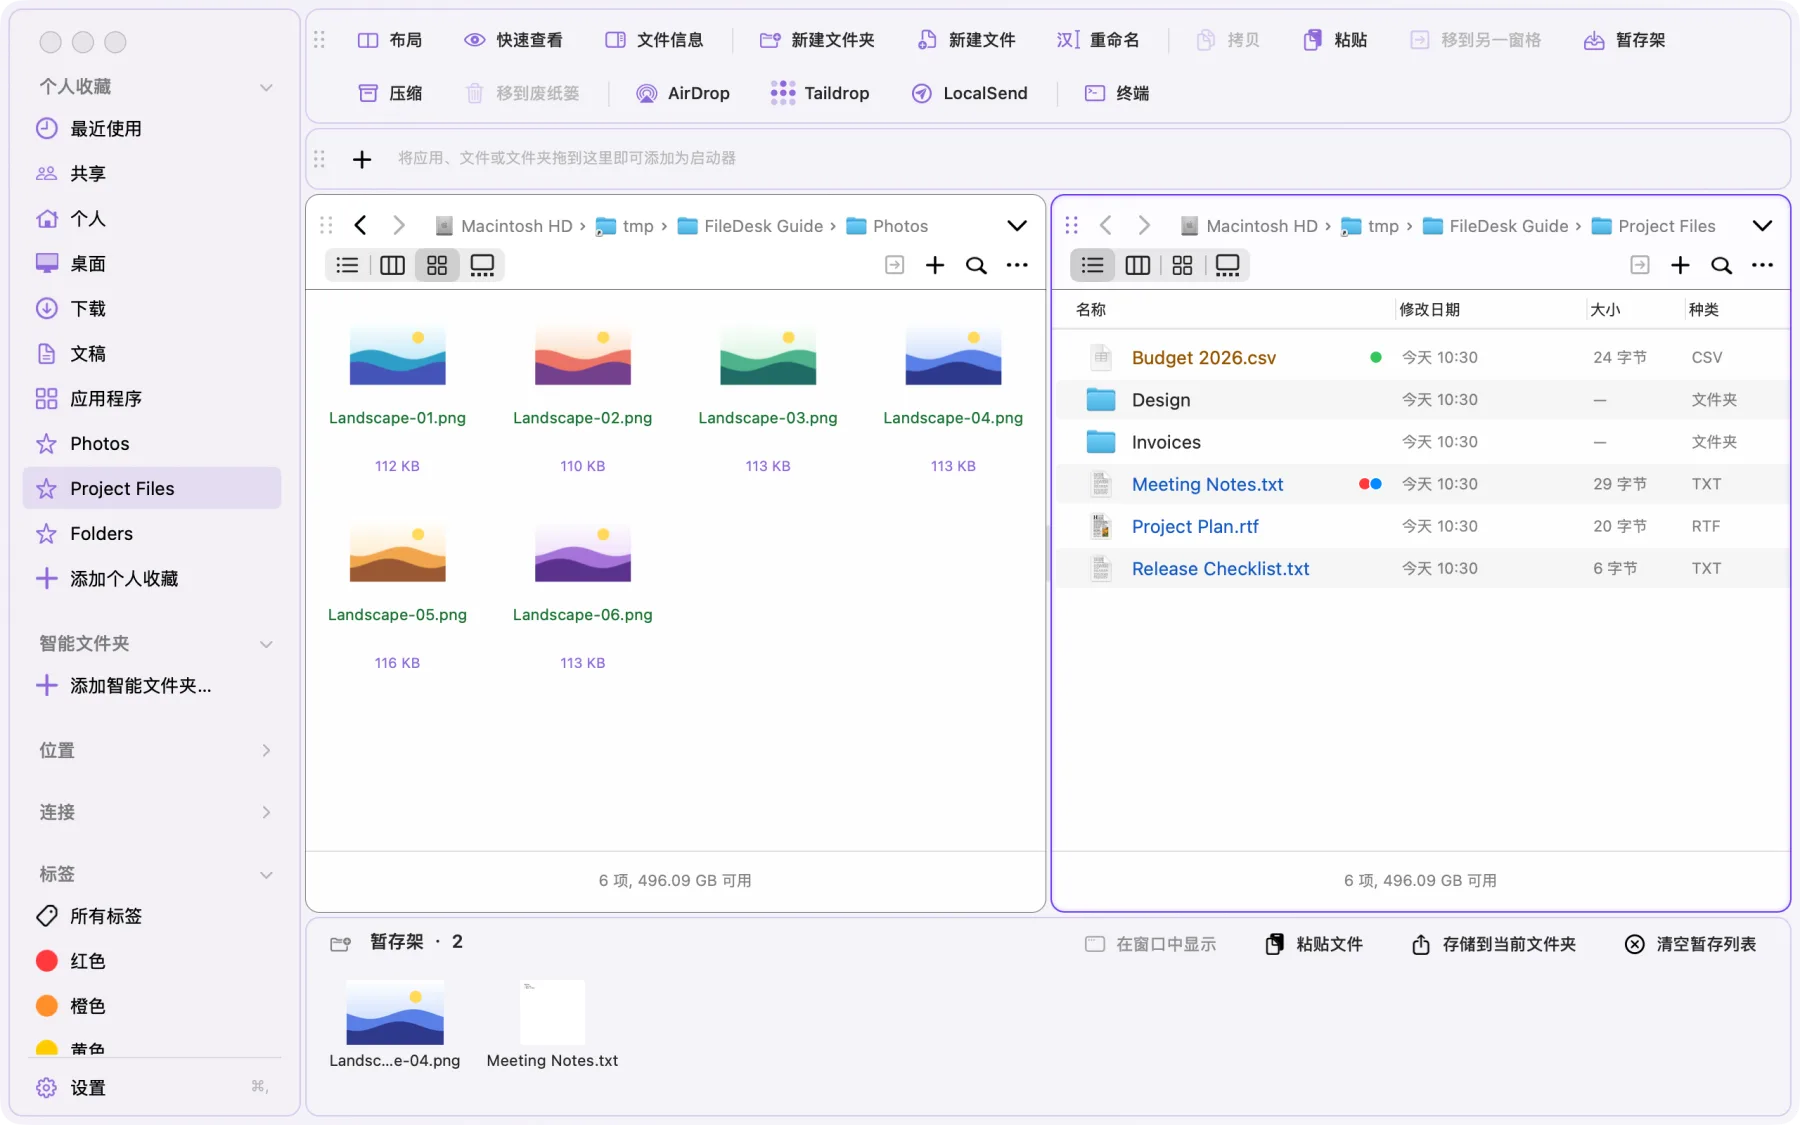 个人收藏
最近使用
共享
个人
桌面
下载
文稿
应用程序
Photos
Project Files
Folders
添加个人收藏
智能文件夹
添加智能文件夹...
位置
连接
标签
所有标签
红色
橙色
黄色
设置 ⌘,
布局 快速查看 文件信息 新建文件夹 新建文件 汉 重命名 拷贝 粘贴 移到另一窗格 暂存架
压缩 移到废纸篓 AirDrop Taildrop LocalSend 终端
将应用、文件或文件夹拖到这里即可添加为启动器
Macintosh HD › tmp › FileDesk Guide › Photos
Landscape-01.png Landscape-02.png Landscape-03.png Landscape-04.png
112 KB 110 KB 113 KB 113 KB
Landscape-05.png Landscape-06.png
116 KB 113 KB
6 项, 496.09 GB 可用
Macintosh HD › tmp › FileDesk Guide › Project Files
名称 修改日期 大小 种类
Budget 2026.csv 今天 10:30 24 字节 CSV
Design 今天 10:30 — 文件夹
Invoices 今天 10:30 — 文件夹
Meeting Notes.txt 今天 10:30 29 字节 TXT
Project Plan.rtf 今天 10:30 20 字节 RTF
Release Checklist.txt 今天 10:30 6 字节 TXT
6 项, 496.09 GB 可用
暂存架 · 2 在窗口中显示 粘贴文件 存储到当前文件夹 清空暂存列表
Landsc...e-04.png Meeting Notes.txt